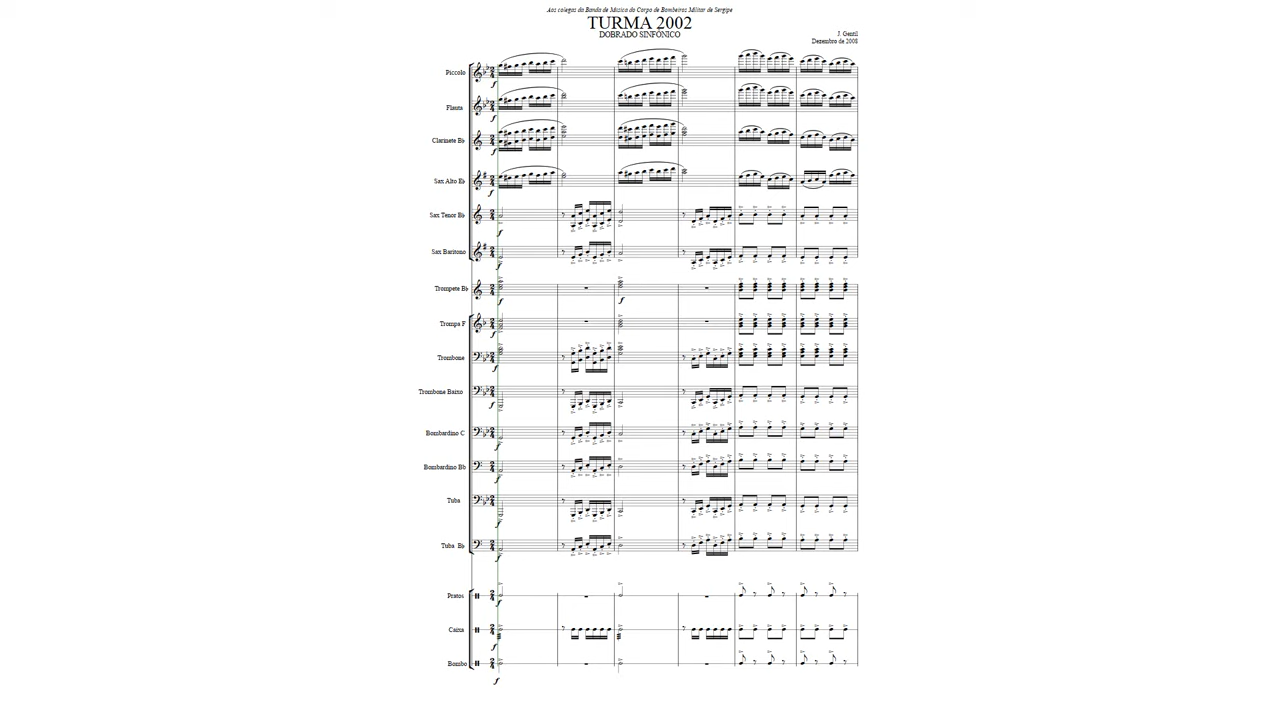 Aos colegas da Banda de Música do Corpo de Bombeiros Militar de Sergipe
TURMA 2002
DOBRADO SINFÔNICO
J. Gentil
Dezembro de 2008
Piccolo
Flauta
Clarinete B♭
Sax Alto E♭
Sax Tenor B♭
Sax Barítono
Trompete B♭
Trompa F
Trombone
Trombone Baixo
Bombardino C
Bombardino B♭
Tuba
Tuba B♭
Pratos
Caixa
Bombo